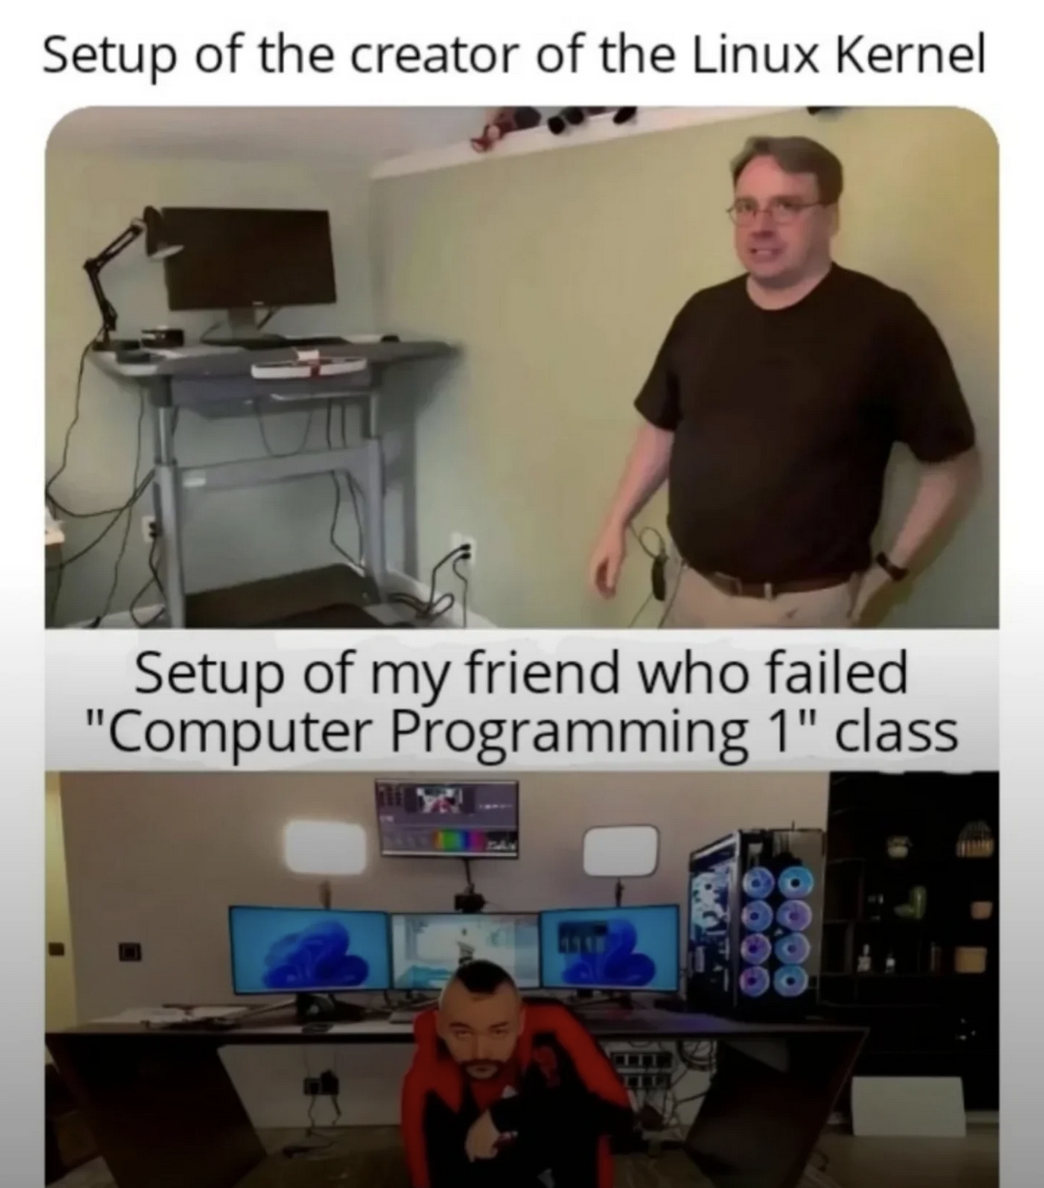 Setup of the creator of the Linux Kernel
Setup of my friend who failed
"Computer Programming 1" class